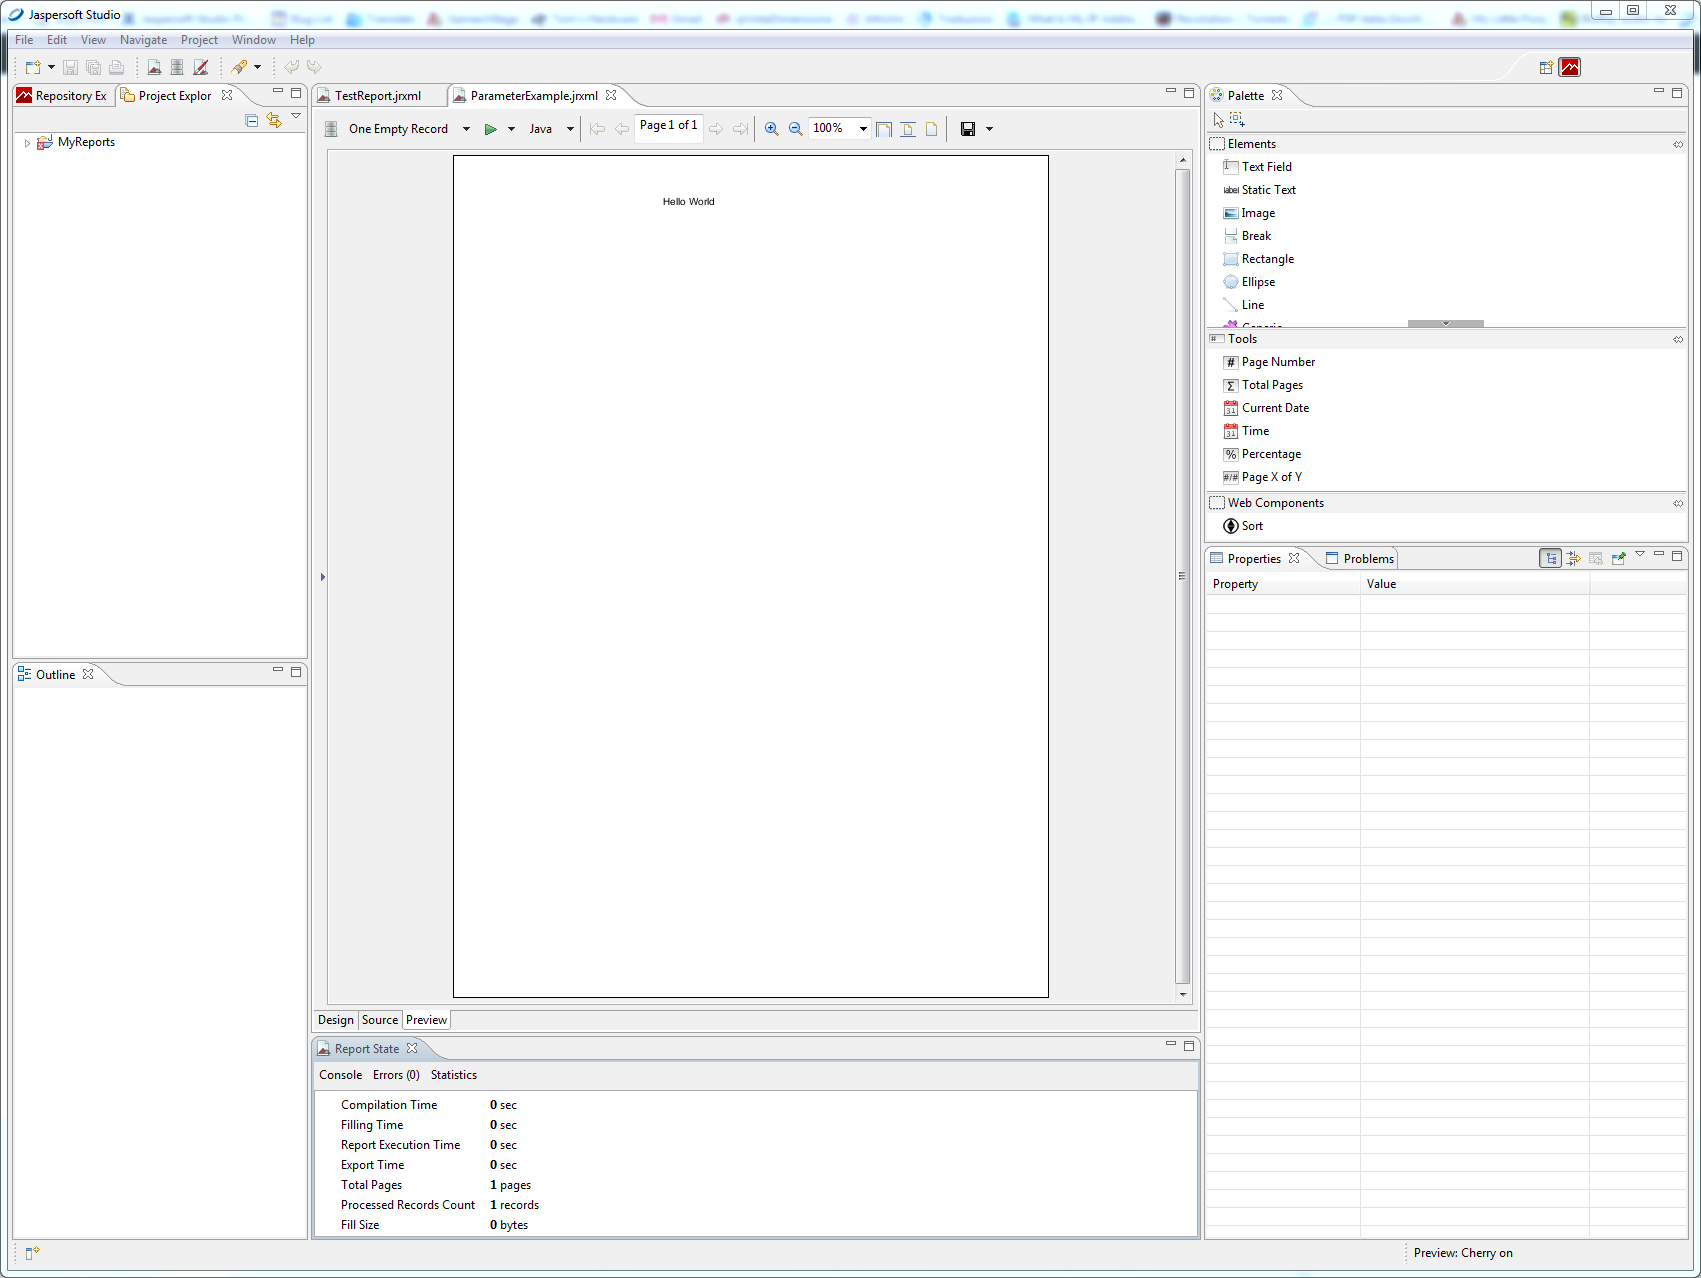 Jaspersoft Studio
File Edit View Navigate Project Window Help
Repository Ex
Project Explor
MyReports
Outline
TestReport.jrxml
ParameterExample.jrxml
One Empty Record
Java
Page 1 of 1
100%
Hello World
Design Source Preview
Report State
Console Errors (0) Statistics
Compilation Time 0 sec
Filling Time 0 sec
Report Execution Time 0 sec
Export Time 0 sec
Total Pages 1 pages
Processed Records Count 1 records
Fill Size 0 bytes
Palette
Elements
Text Field
label Static Text
Image
Break
Rectangle
Ellipse
Line
Generic
Tools
# Page Number
Σ Total Pages
31 Current Date
31 Time
% Percentage
#/# Page X of Y
Web Components
Sort
Properties
Problems
Property Value
Preview: Cherry on